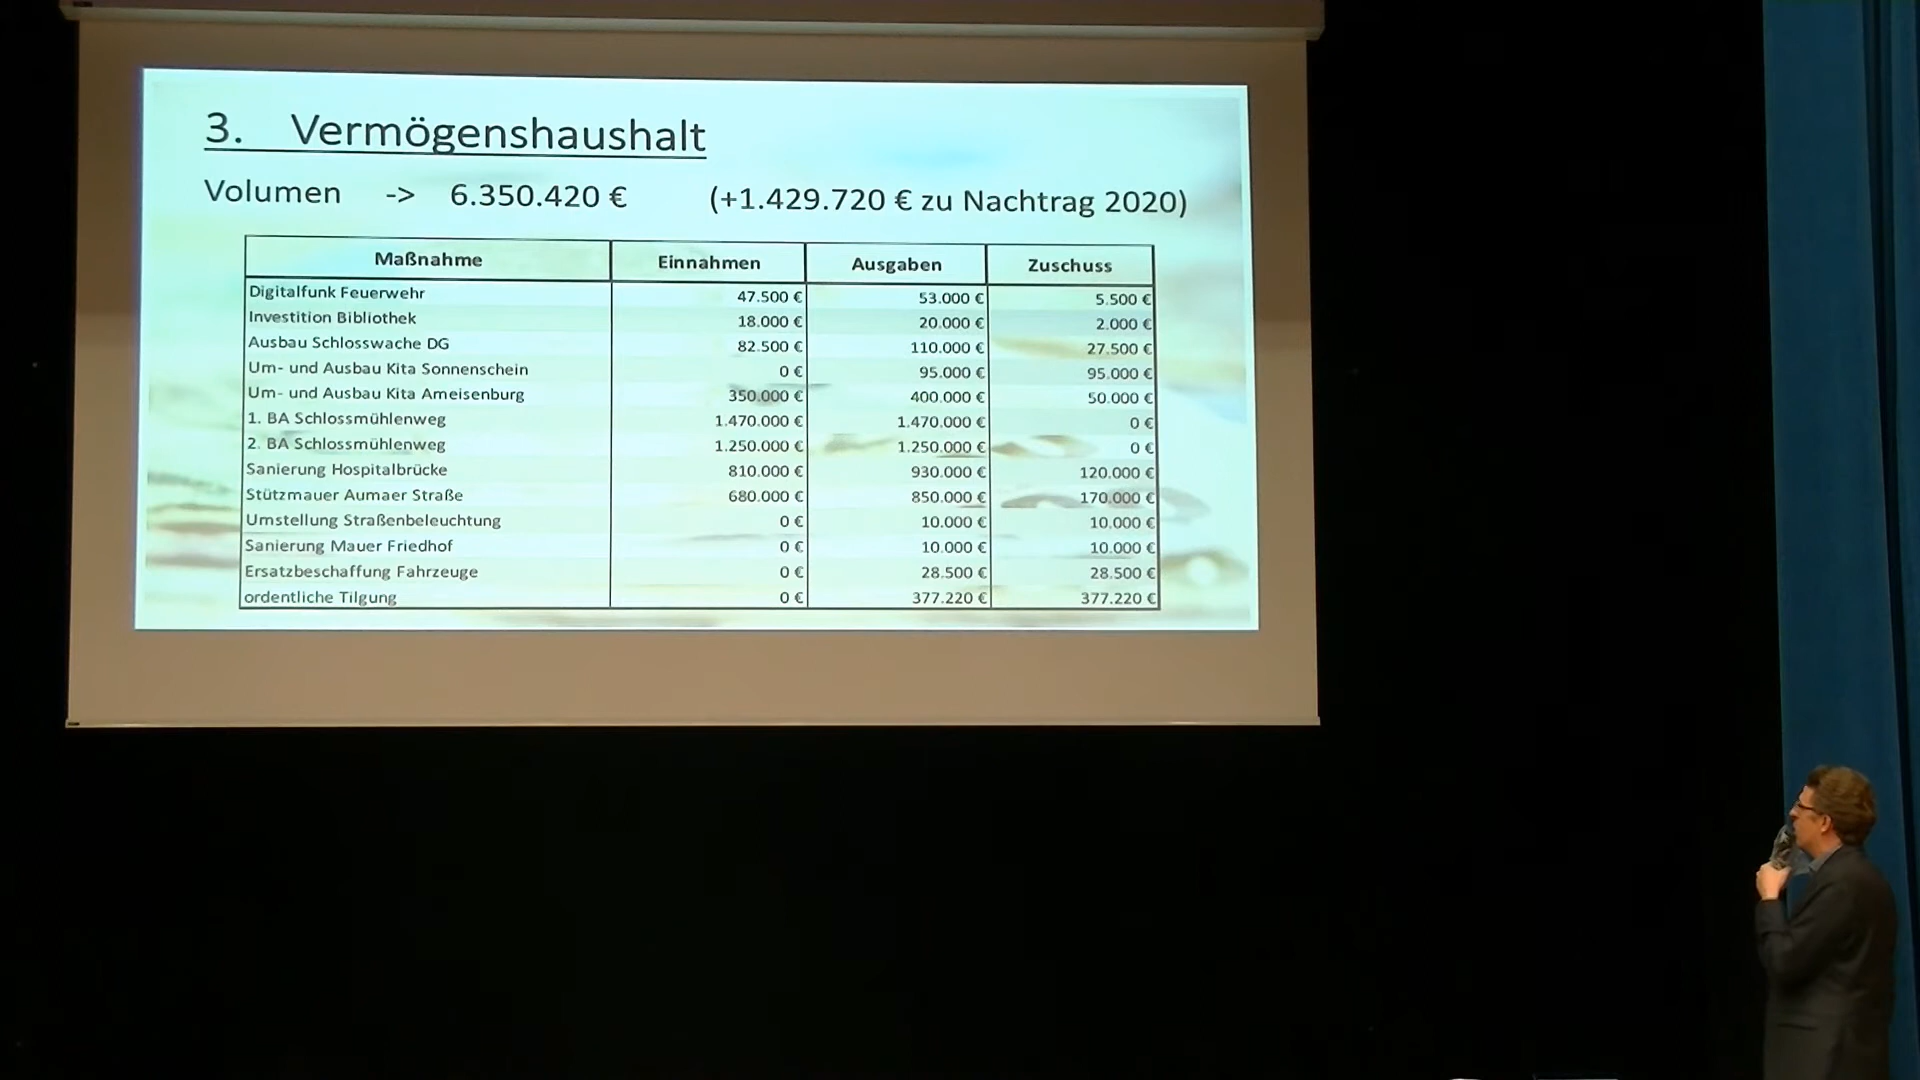 3. Vermögenshaushalt
Volumen -> 6.350.420 € (+1.429.720 € zu Nachtrag 2020)
Maßnahme Einnahmen Ausgaben Zuschuss
Digitalfunk Feuerwehr 47.500 € 53.000 € 5.500 €
Investition Bibliothek 18.000 € 20.000 € 2.000 €
Ausbau Schlosswache DG 82.500 € 110.000 € 27.500 €
Um- und Ausbau Kita Sonnenschein 0 € 95.000 € 95.000 €
Um- und Ausbau Kita Ameisenburg 350.000 € 400.000 € 50.000 €
1. BA Schlossmühlenweg 1.470.000 € 1.470.000 € 0 €
2. BA Schlossmühlenweg 1.250.000 € 1.250.000 € 0 €
Sanierung Hospitalbrücke 810.000 € 930.000 € 120.000 €
Stützmauer Aumaer Straße 680.000 € 850.000 € 170.000 €
Umstellung Straßenbeleuchtung 0 € 10.000 € 10.000 €
Sanierung Mauer Friedhof 0 € 10.000 € 10.000 €
Ersatzbeschaffung Fahrzeuge 0 € 28.500 € 28.500 €
ordentliche Tilgung 0 € 377.220 € 377.220 €